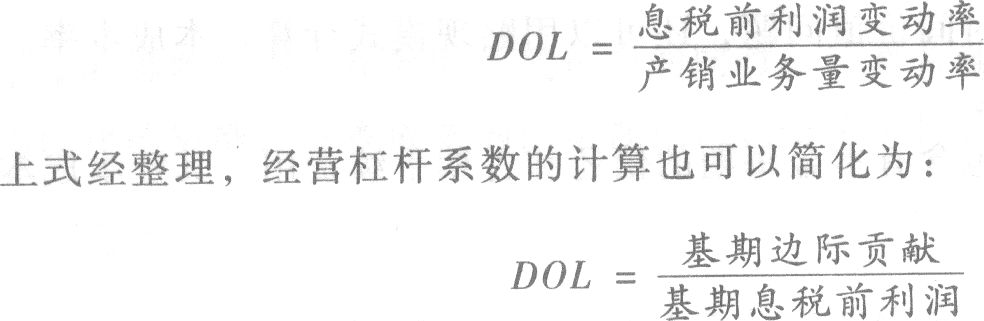 DOL = 息税前利润变动率
产销业务量变动率
上式经整理，经营杠杆系数的计算也可以简化为：
DOL = 基期边际贡献
基期息税前利润